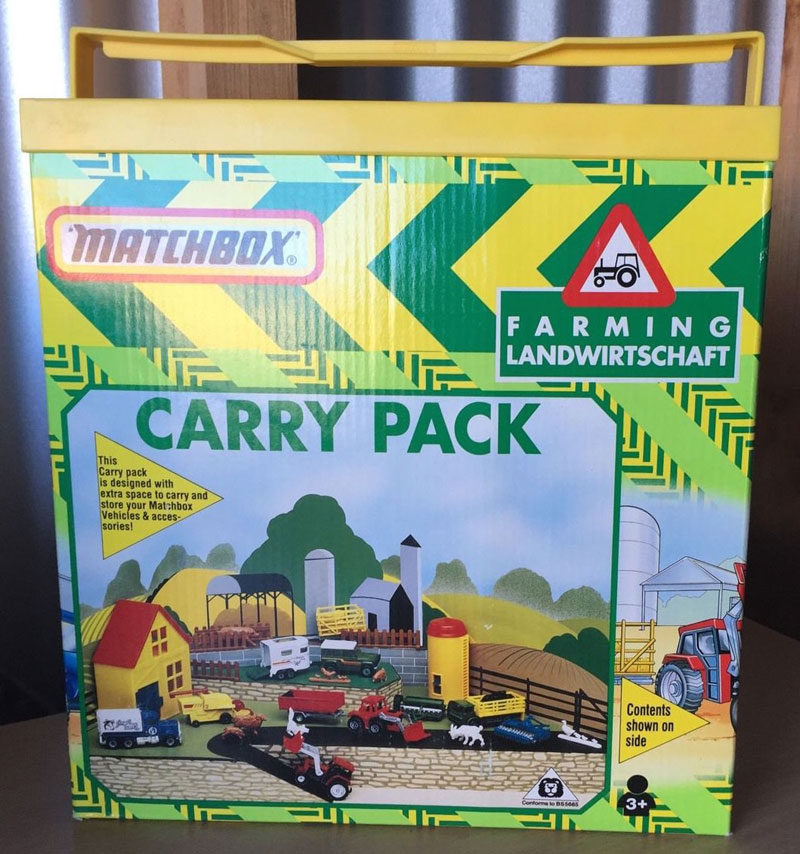 "MATCHBOX"®
FARMING
LANDWIRTSCHAFT
CARRY PACK
This
Carry pack
is designed with
extra space to carry and
store your Matchbox
Vehicles & acces-
sories!
Contents
shown on
side
Conforms to BS5665
3+